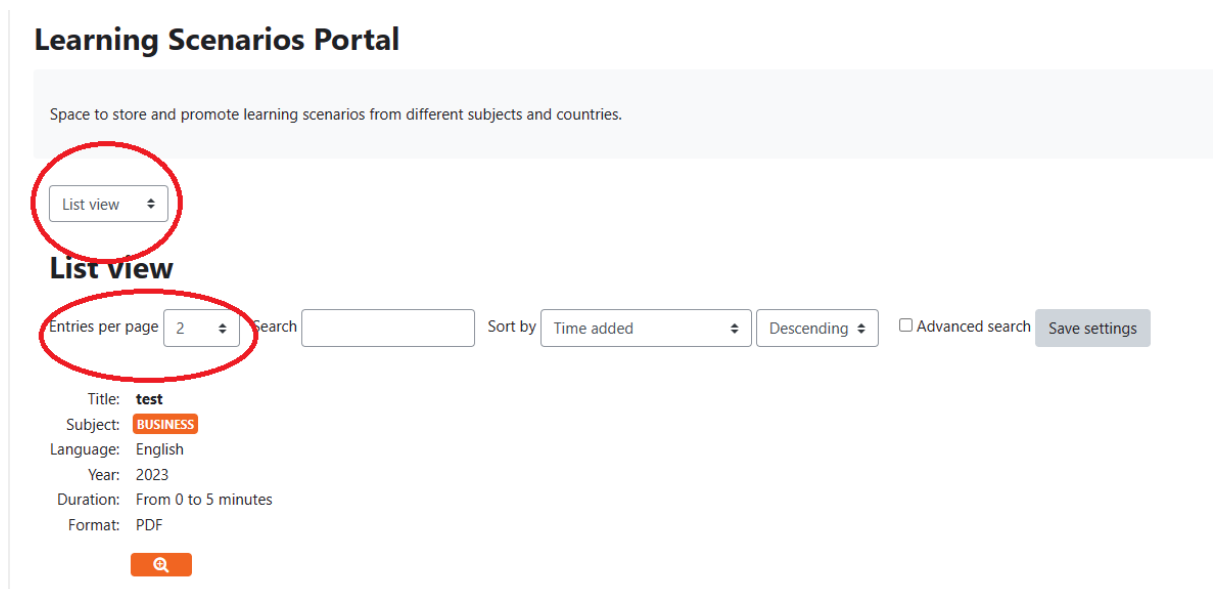 Learning Scenarios Portal
Space to store and promote learning scenarios from different subjects and countries.
List view
List view
Entries per page 2 Search Sort by Time added Descending Advanced search Save settings
Title: test
Subject: BUSINESS
Language: English
Year: 2023
Duration: From 0 to 5 minutes
Format: PDF